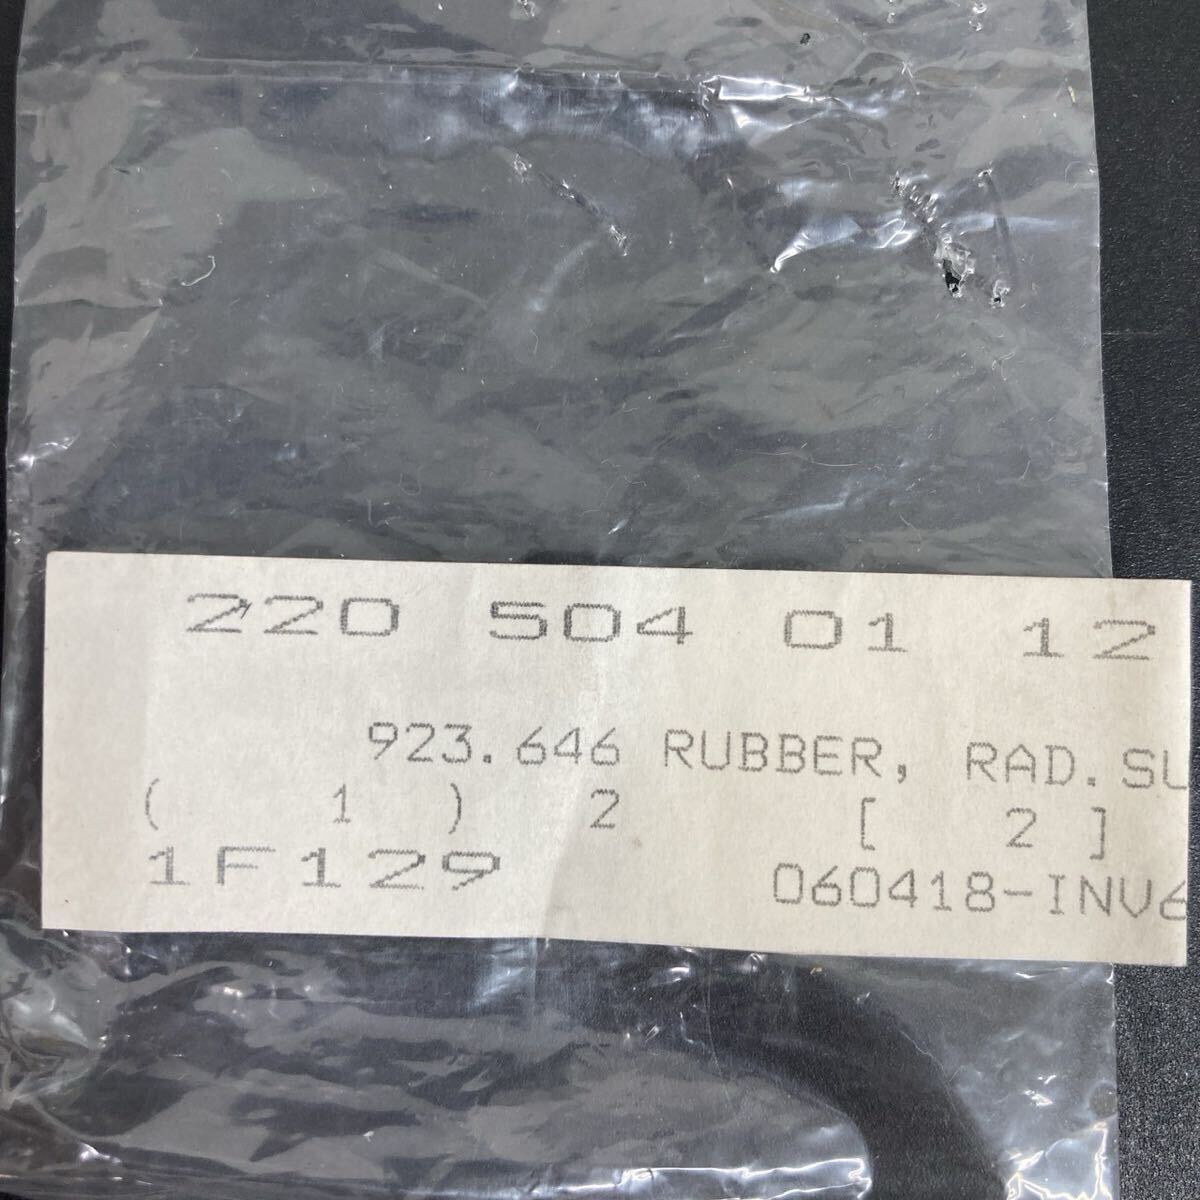 220 504 01 12
923.646 RUBBER, RAD.SU
( 1 ) 2 [ 2 ]
1F129 060418-INV6